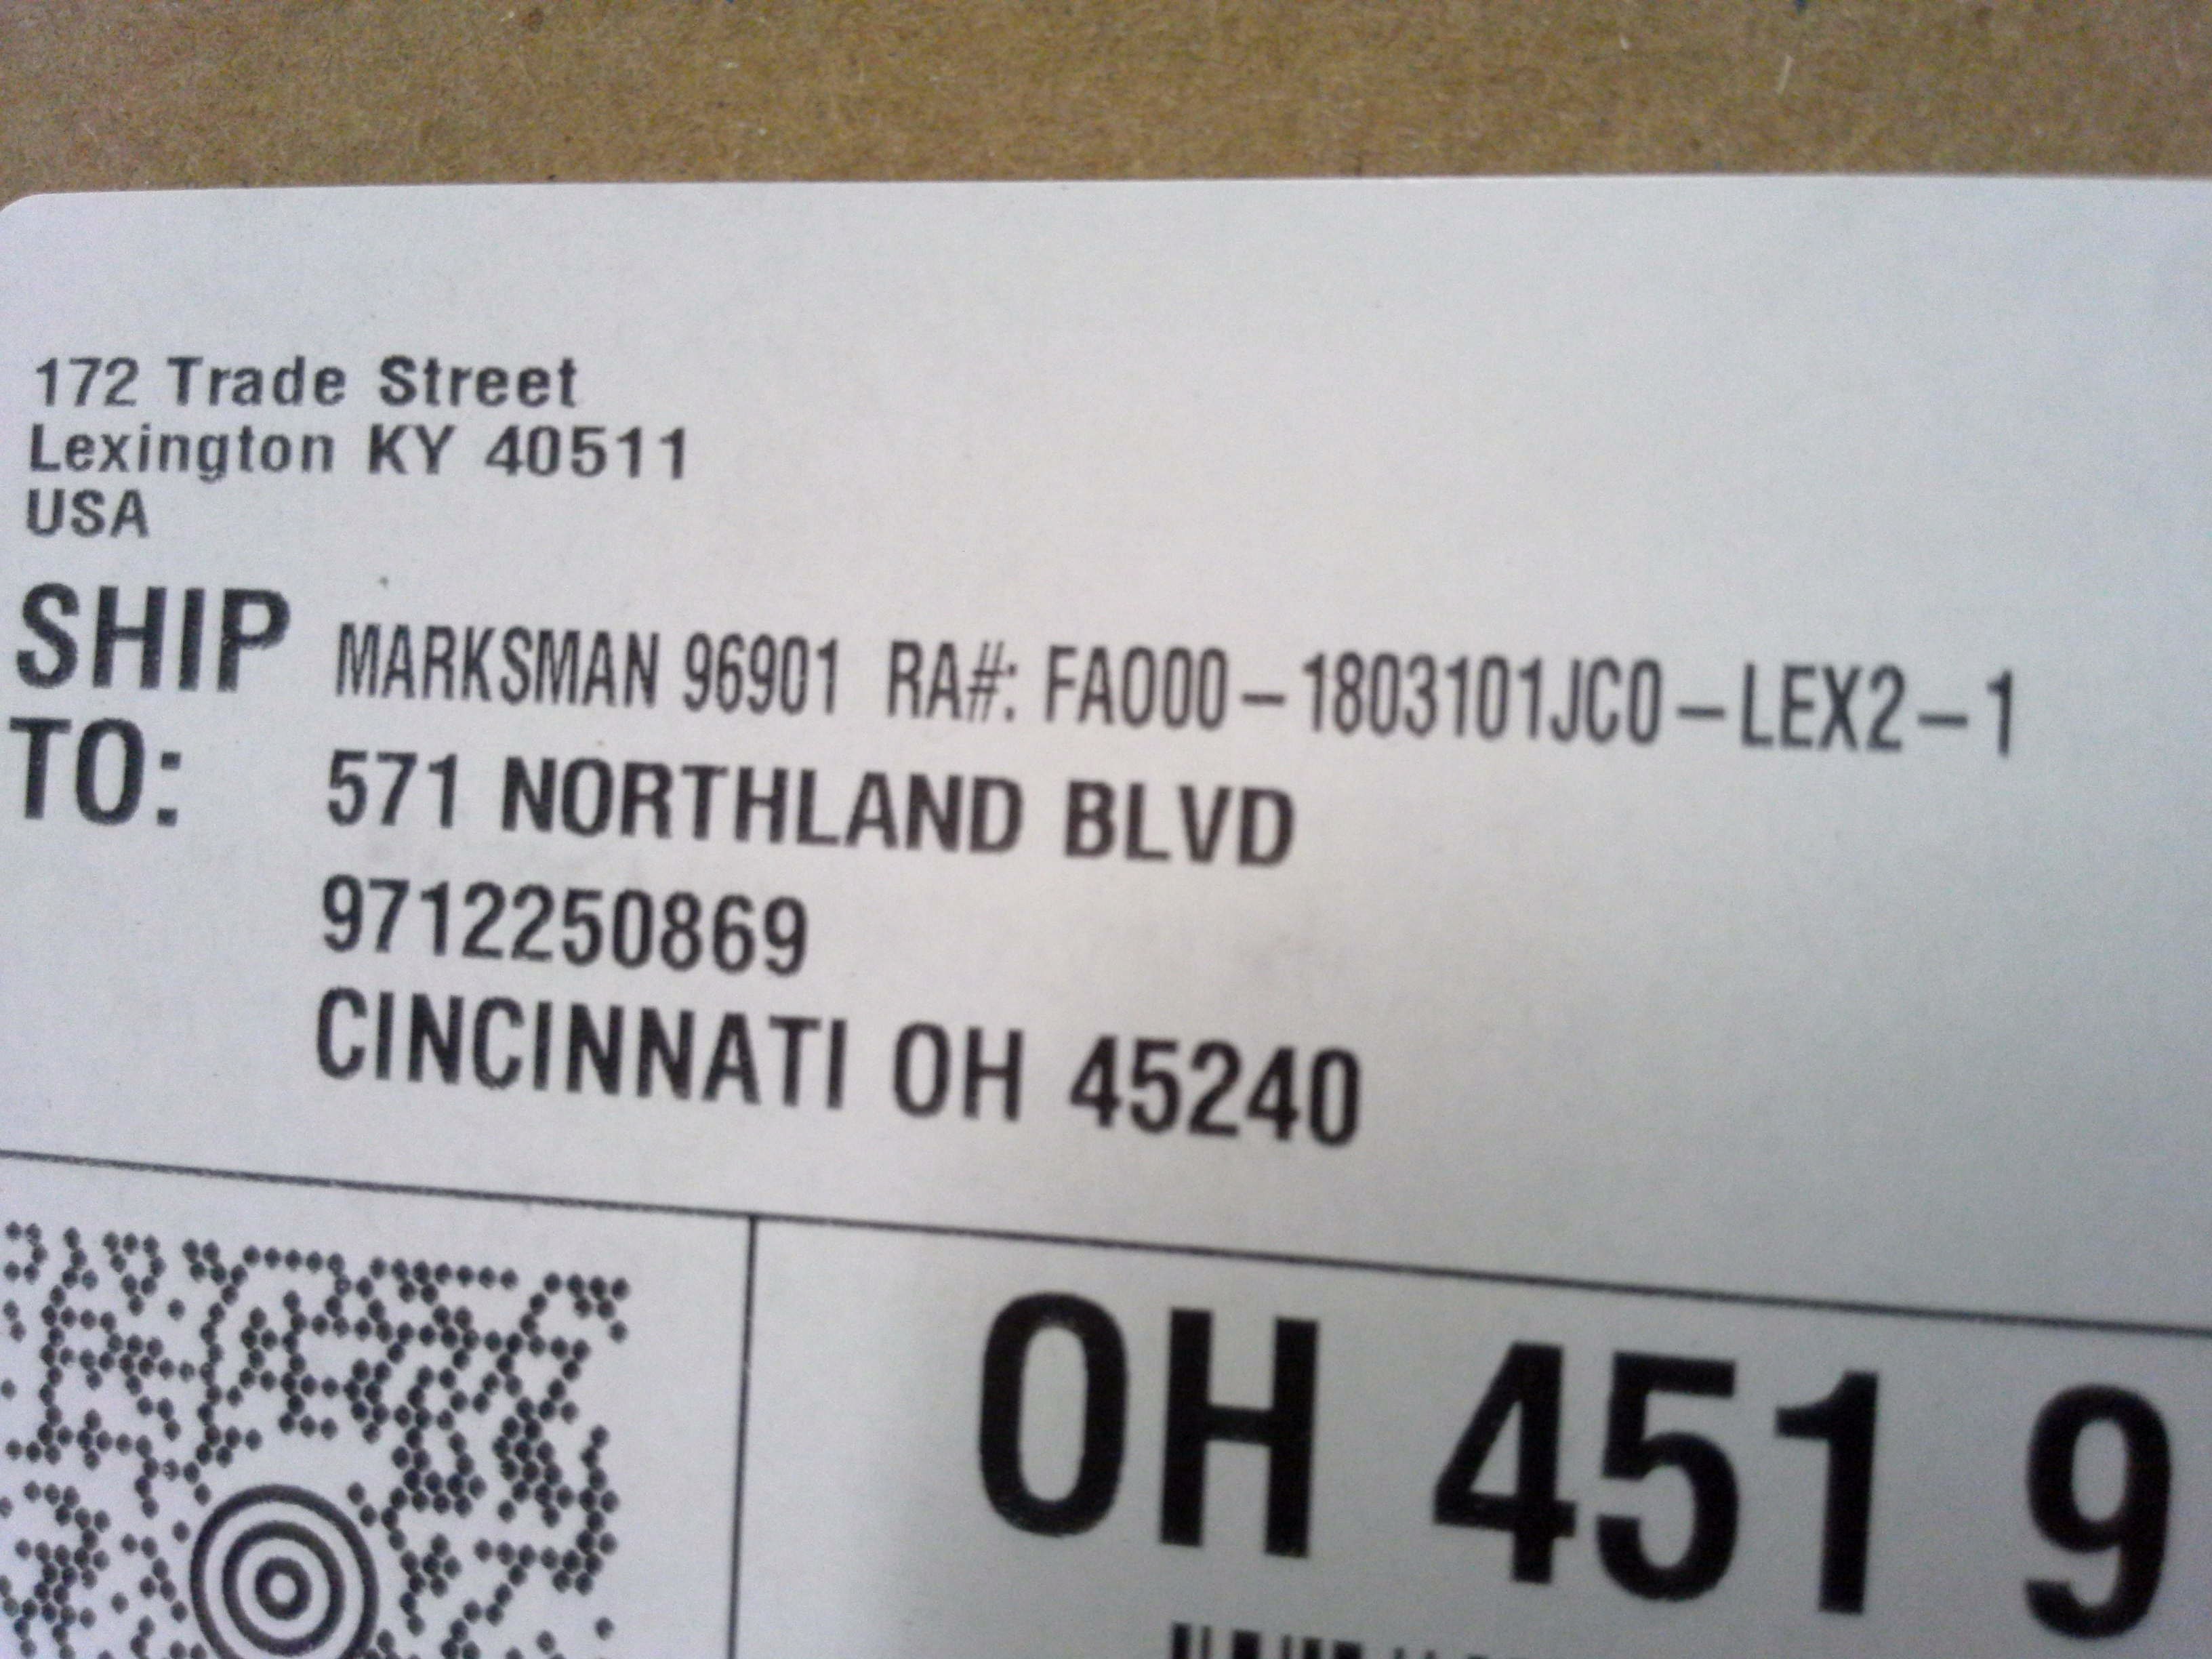 172 Trade Street
Lexington KY 40511
USA
SHIP TO:
MARKSMAN 96901 RA#: FA000-1803101JC0-LEX2-1
571 NORTHLAND BLVD
9712250869
CINCINNATI OH 45240
OH 451 9